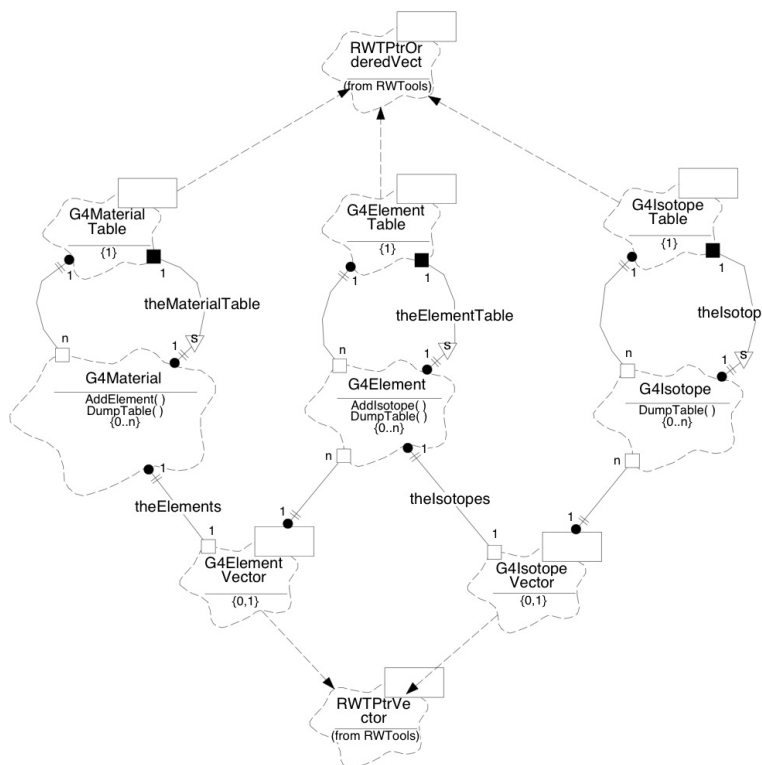 RWTPtrOr
deredVect
(from RWTools)
G4Material
Table
{1}
G4Element
Table
{1}
G4Isotope
Table
{1}
1
1
1
1
1
1
theMaterialTable
theElementTable
theIsotop
n
1
S
n
1
S
n
1
S
G4Material
AddElement( )
DumpTable( )
{0..n}
G4Element
AddIsotope( )
DumpTable( )
{0..n}
G4Isotope
DumpTable( )
{0..n}
1
n
1
n
theElements
theIsotopes
1
1
1
1
G4Element
Vector
{0,1}
G4Isotope
Vector
{0,1}
RWTPtrVe
ctor
(from RWTools)